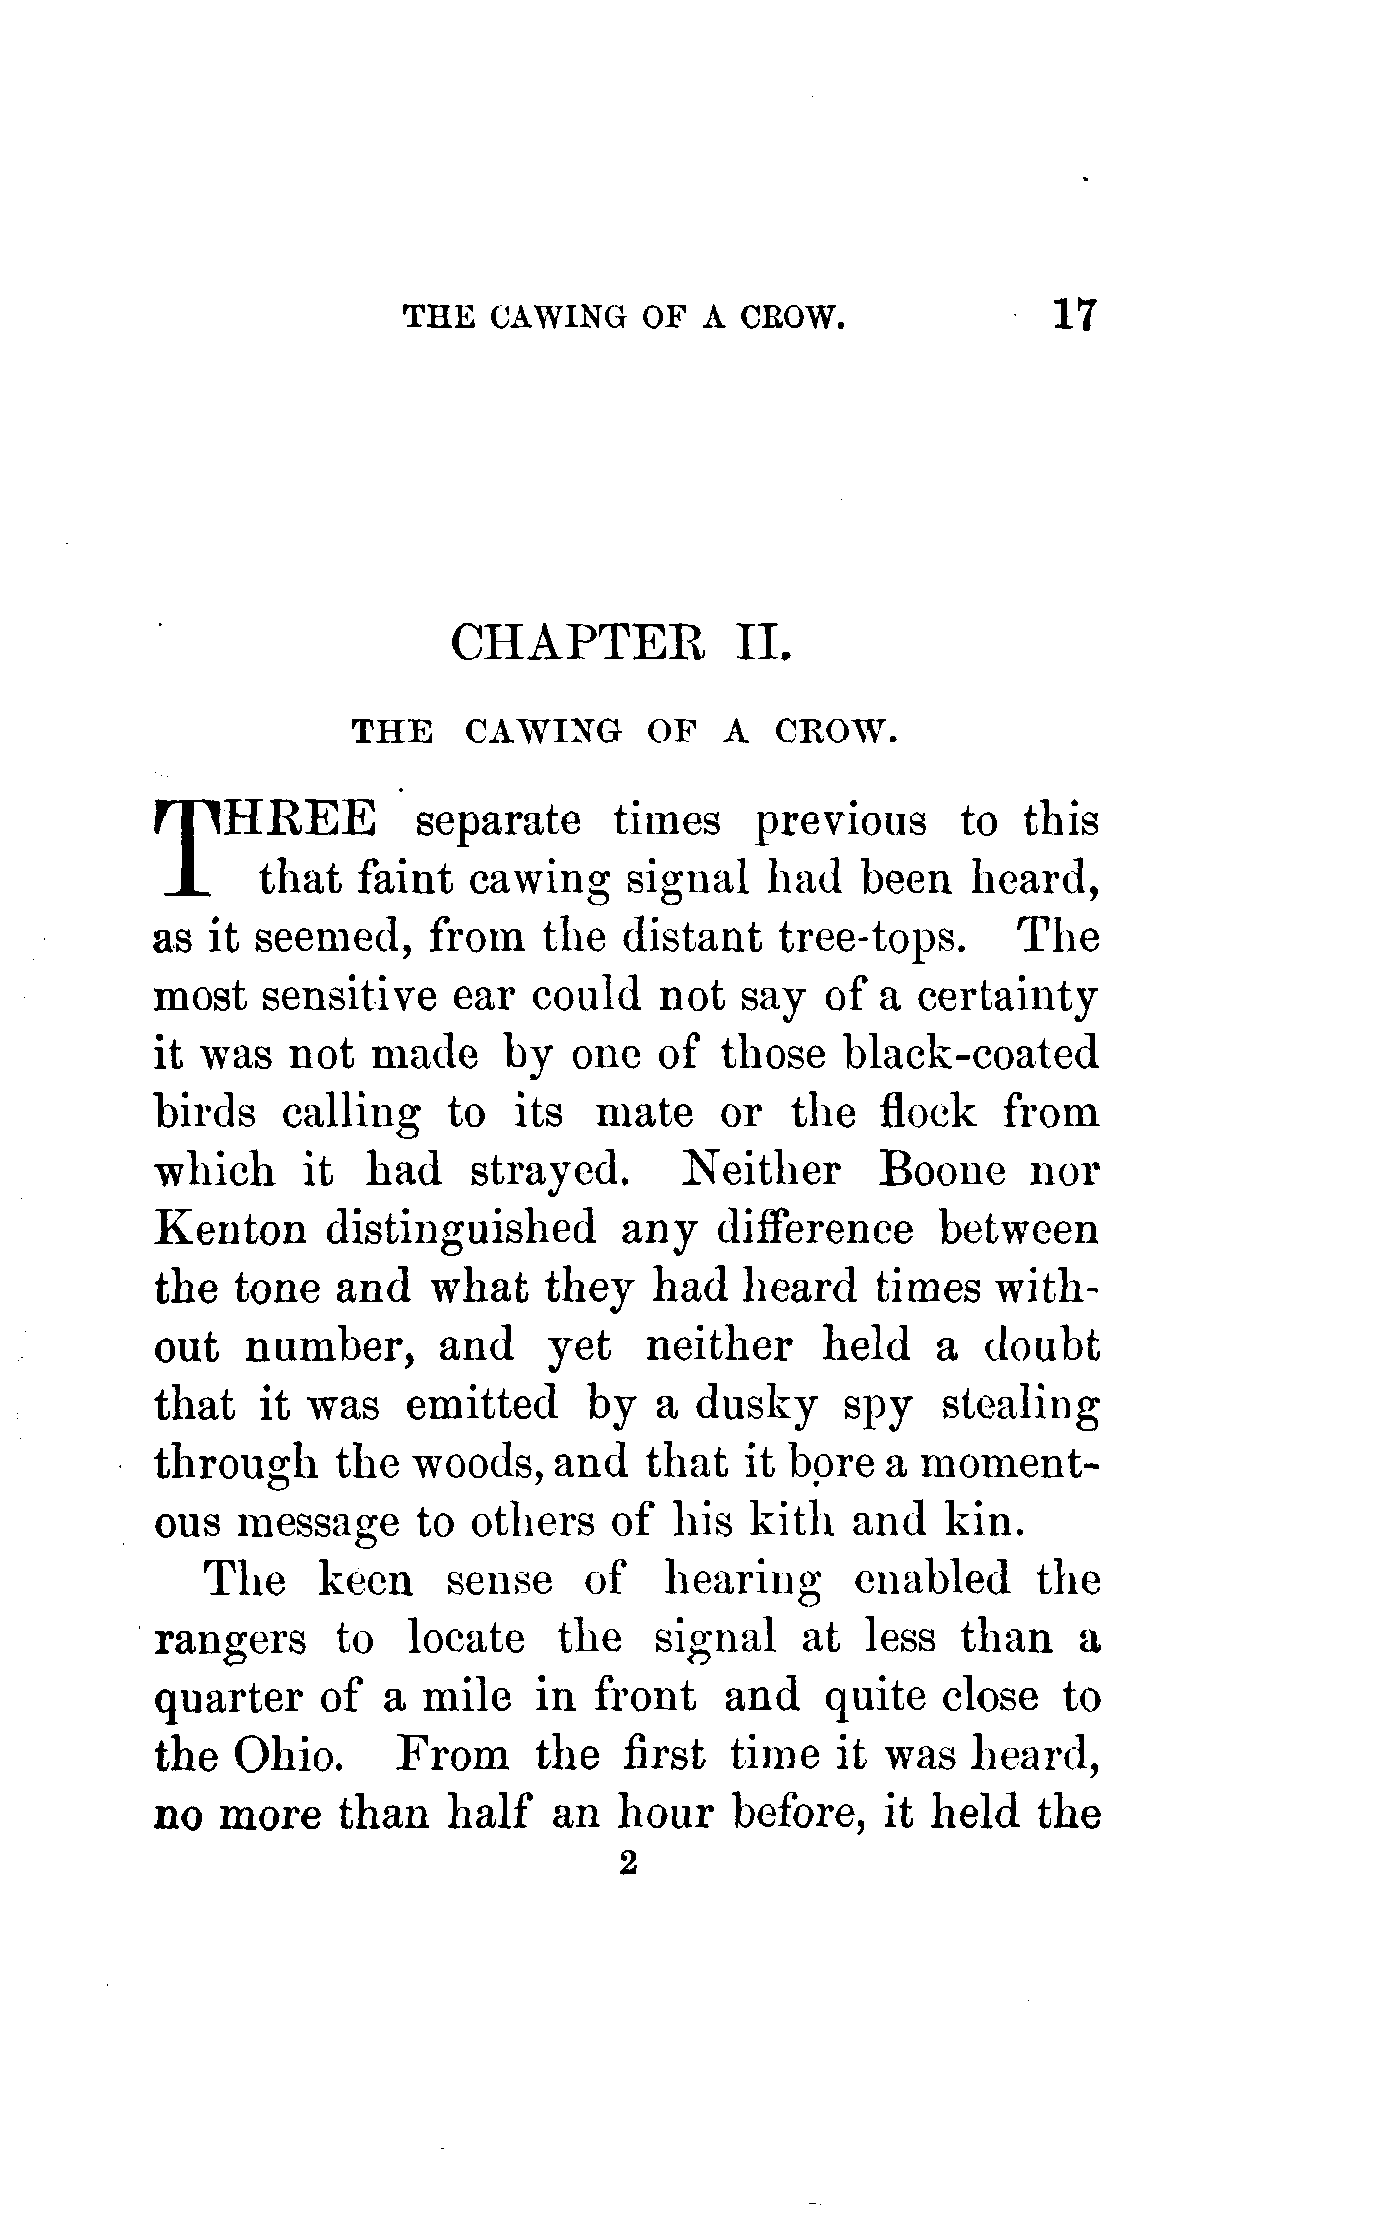 THE CAWING OF A CROW. 17
CHAPTER II.
THE CAWING OF A CROW.
THREE separate times previous to this
that faint cawing signal had been heard,
as it seemed, from the distant tree-tops. The
most sensitive ear could not say of a certainty
it was not made by one of those black-coated
birds calling to its mate or the flock from
which it had strayed. Neither Boone nor
Kenton distinguished any difference between
the tone and what they had heard times with-
out number, and yet neither held a doubt
that it was emitted by a dusky spy stealing
through the woods, and that it bore a moment-
ous message to others of his kith and kin.
The keen sense of hearing enabled the
rangers to locate the signal at less than a
quarter of a mile in front and quite close to
the Ohio. From the first time it was heard,
no more than half an hour before, it held the
2